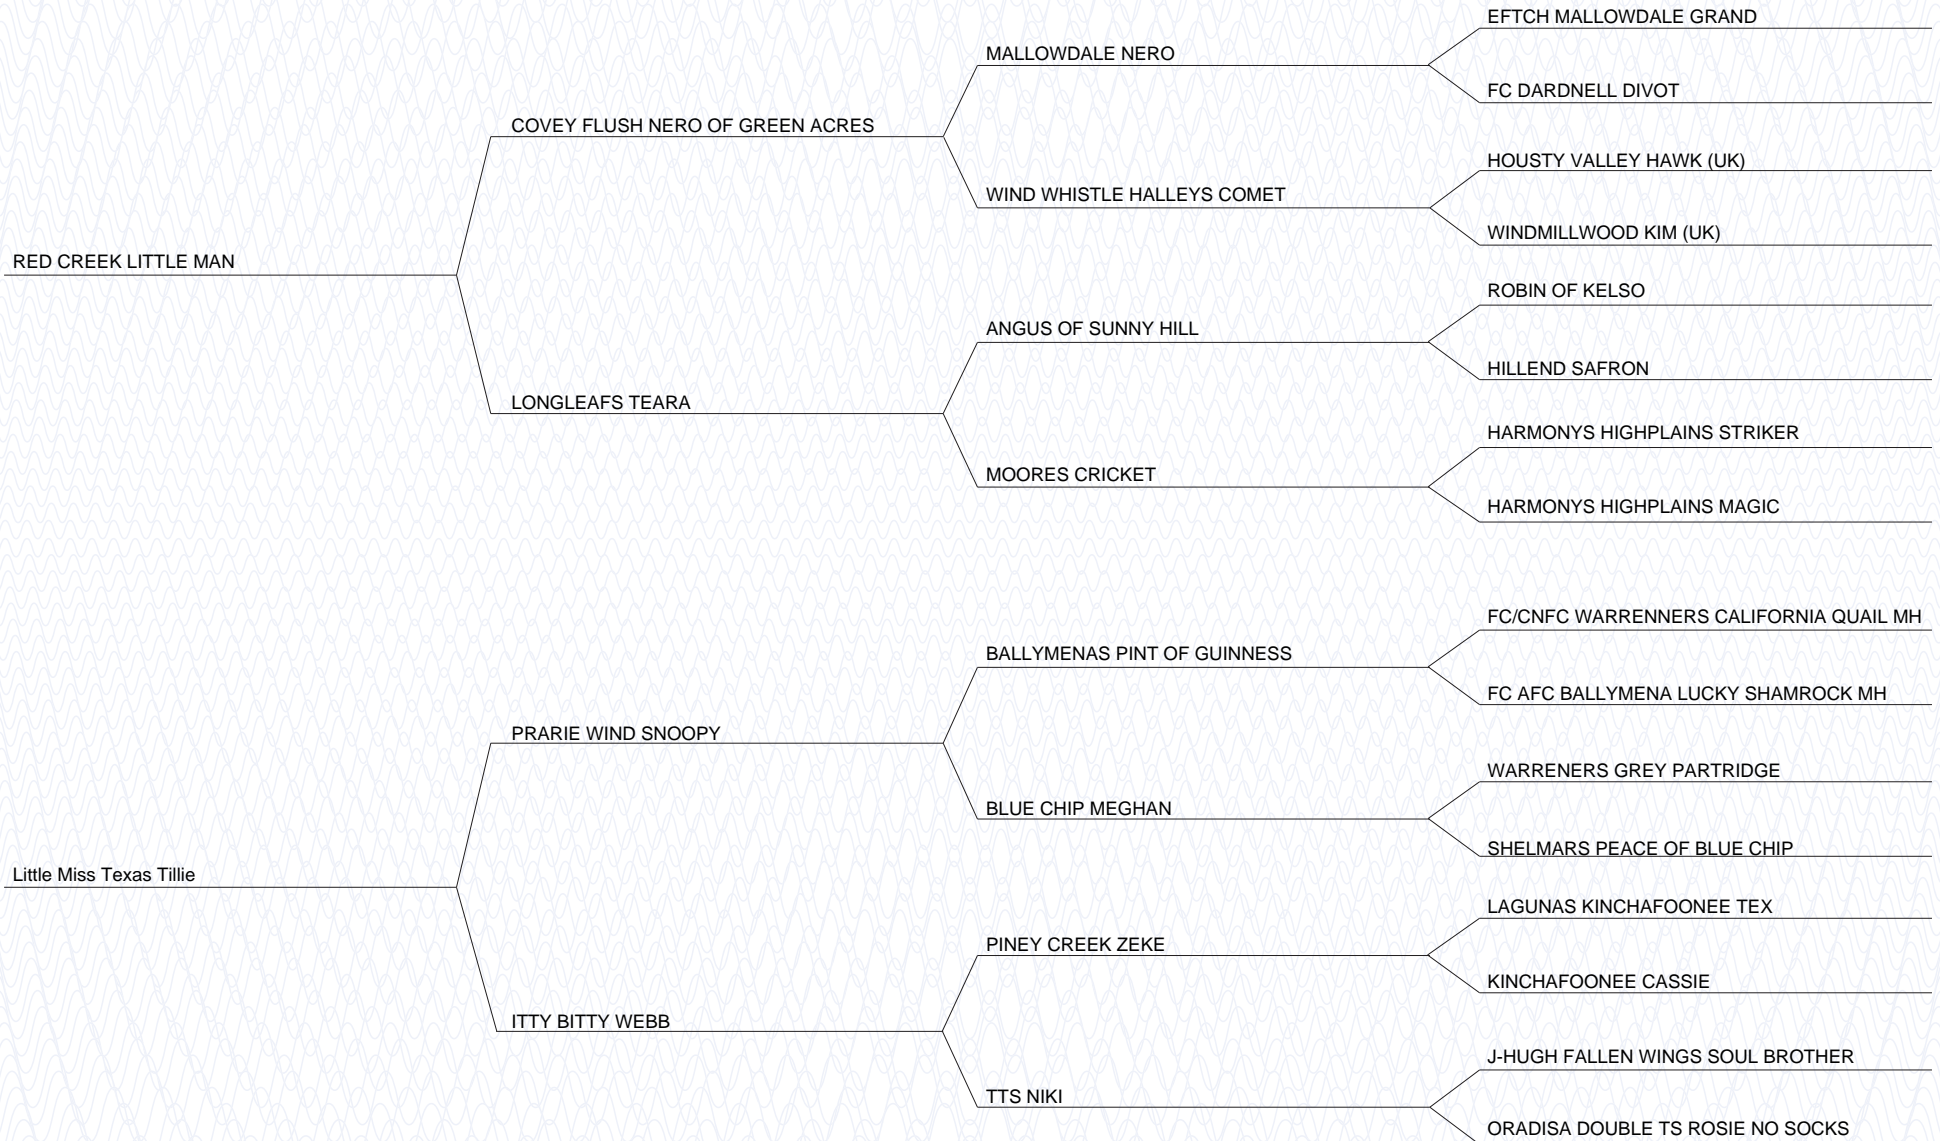 EFTCH MALLOWDALE GRAND
MALLOWDALE NERO
FC DARDNELL DIVOT
COVEY FLUSH NERO OF GREEN ACRES
HOUSTY VALLEY HAWK (UK)
WIND WHISTLE HALLEYS COMET
WINDMILLWOOD KIM (UK)
RED CREEK LITTLE MAN
ROBIN OF KELSO
ANGUS OF SUNNY HILL
HILLEND SAFRON
LONGLEAFS TEARA
HARMONYS HIGHPLAINS STRIKER
MOORES CRICKET
HARMONYS HIGHPLAINS MAGIC
FC/CNFC WARRENNERS CALIFORNIA QUAIL MH
BALLYMENAS PINT OF GUINNESS
FC AFC BALLYMENA LUCKY SHAMROCK MH
PRARIE WIND SNOOPY
WARRENERS GREY PARTRIDGE
BLUE CHIP MEGHAN
SHELMARS PEACE OF BLUE CHIP
Little Miss Texas Tillie
LAGUNAS KINCHAFOONEE TEX
PINEY CREEK ZEKE
KINCHAFOONEE CASSIE
ITTY BITTY WEBB
J-HUGH FALLEN WINGS SOUL BROTHER
TTS NIKI
ORADISA DOUBLE TS ROSIE NO SOCKS